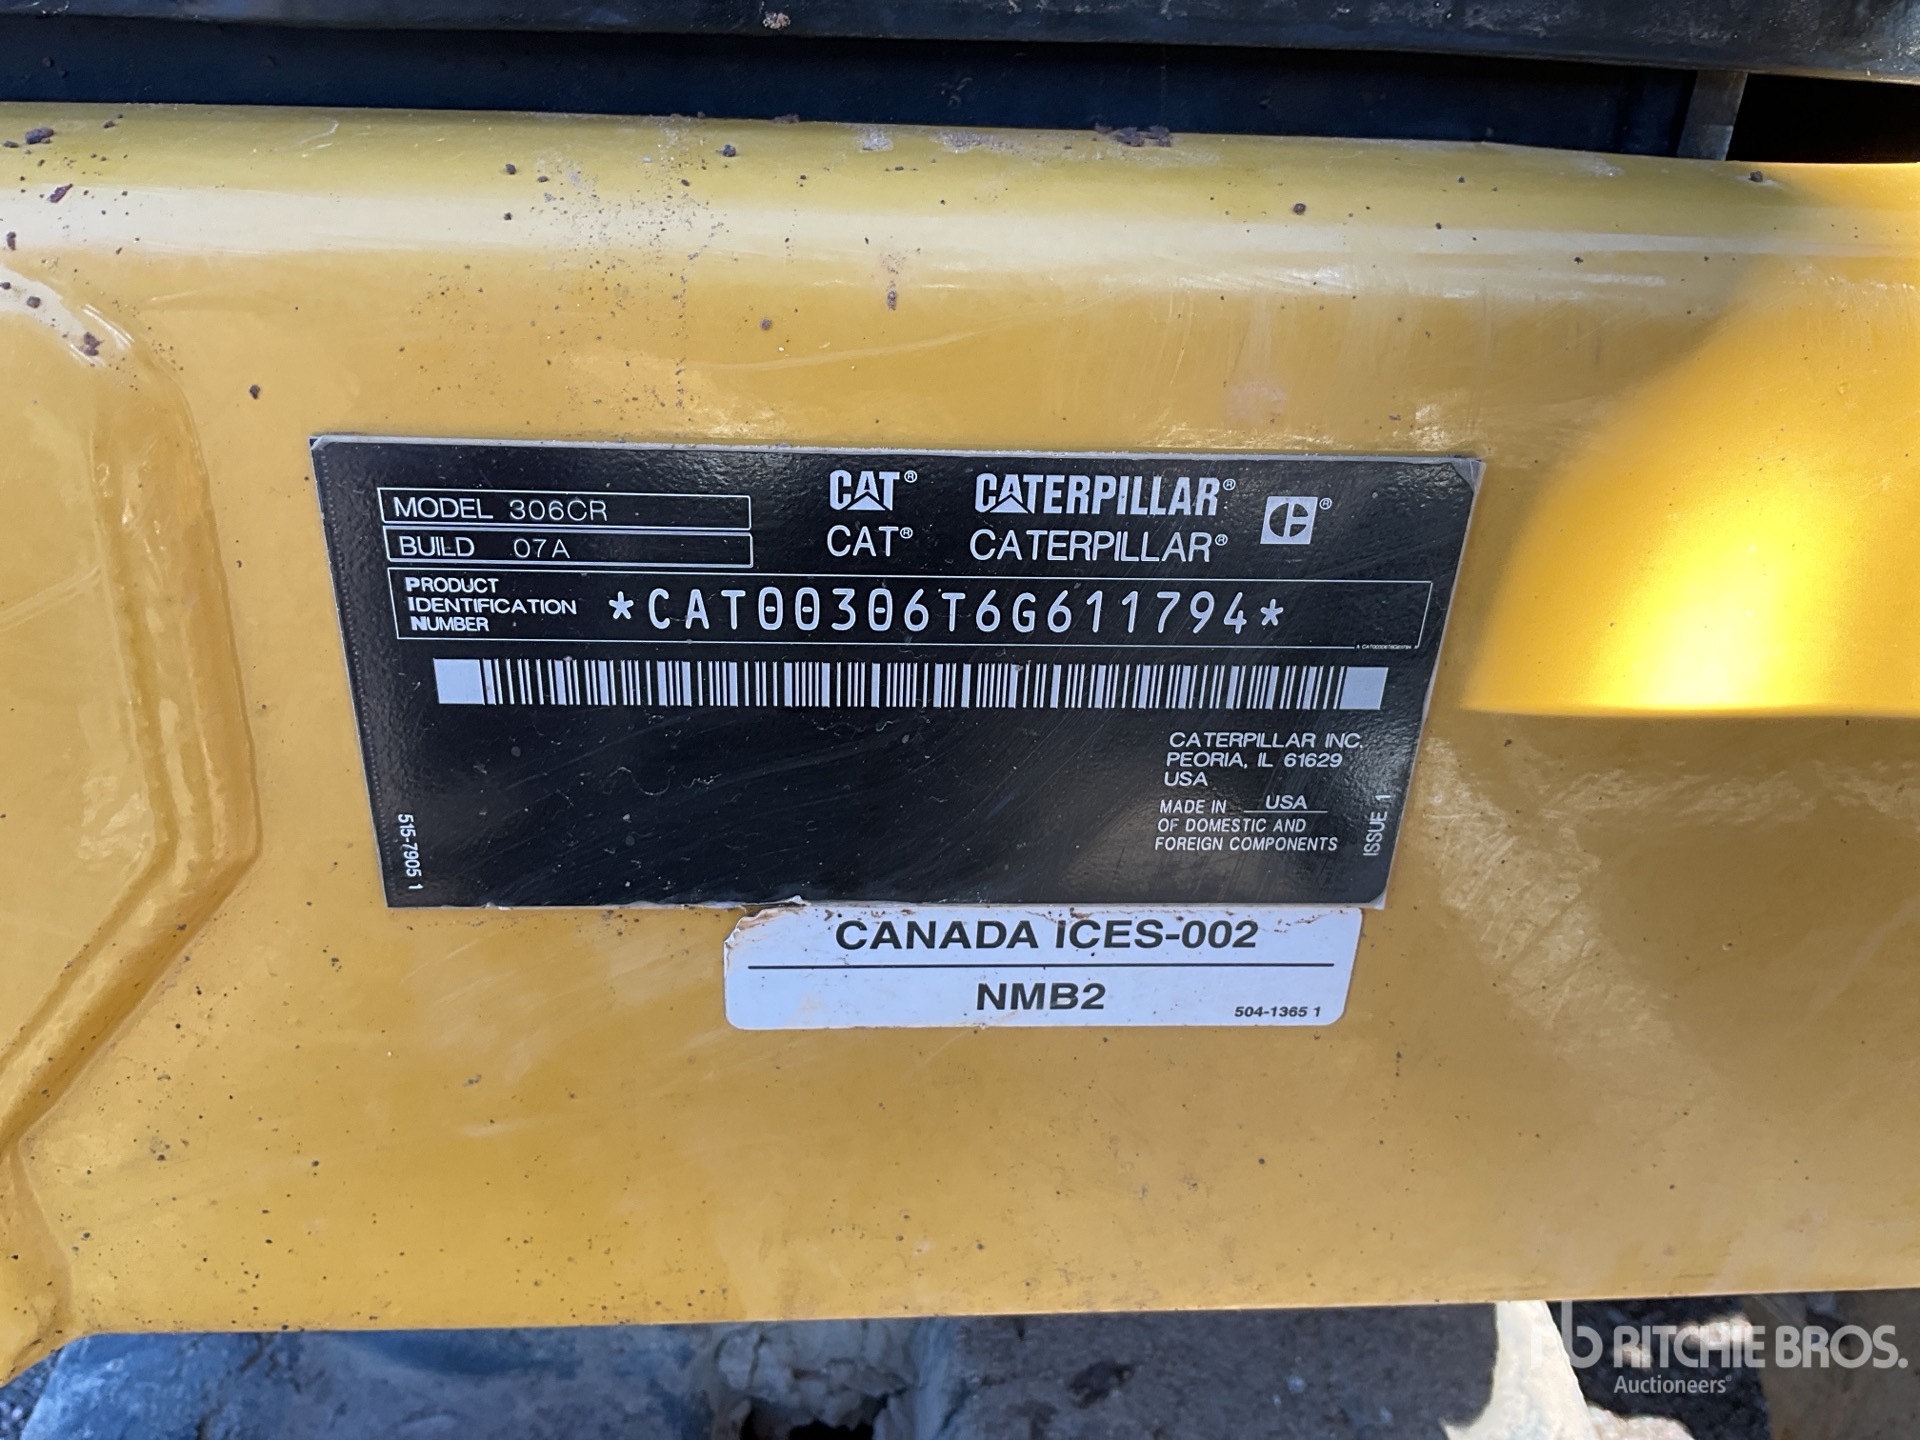 MODEL 306CR
BUILD 07A
CAT® CATERPILLAR® C®
CAT® CATERPILLAR®
PRODUCT
IDENTIFICATION
NUMBER
*CAT00306T6G611794*
CATERPILLAR INC.
PEORIA, IL 61629
USA
MADE IN USA
OF DOMESTIC AND
FOREIGN COMPONENTS
515-7905 1
ISSUE 1
CANADA ICES-002
NMB2
504-1365 1
rb RITCHIE BROS.
Auctioneers